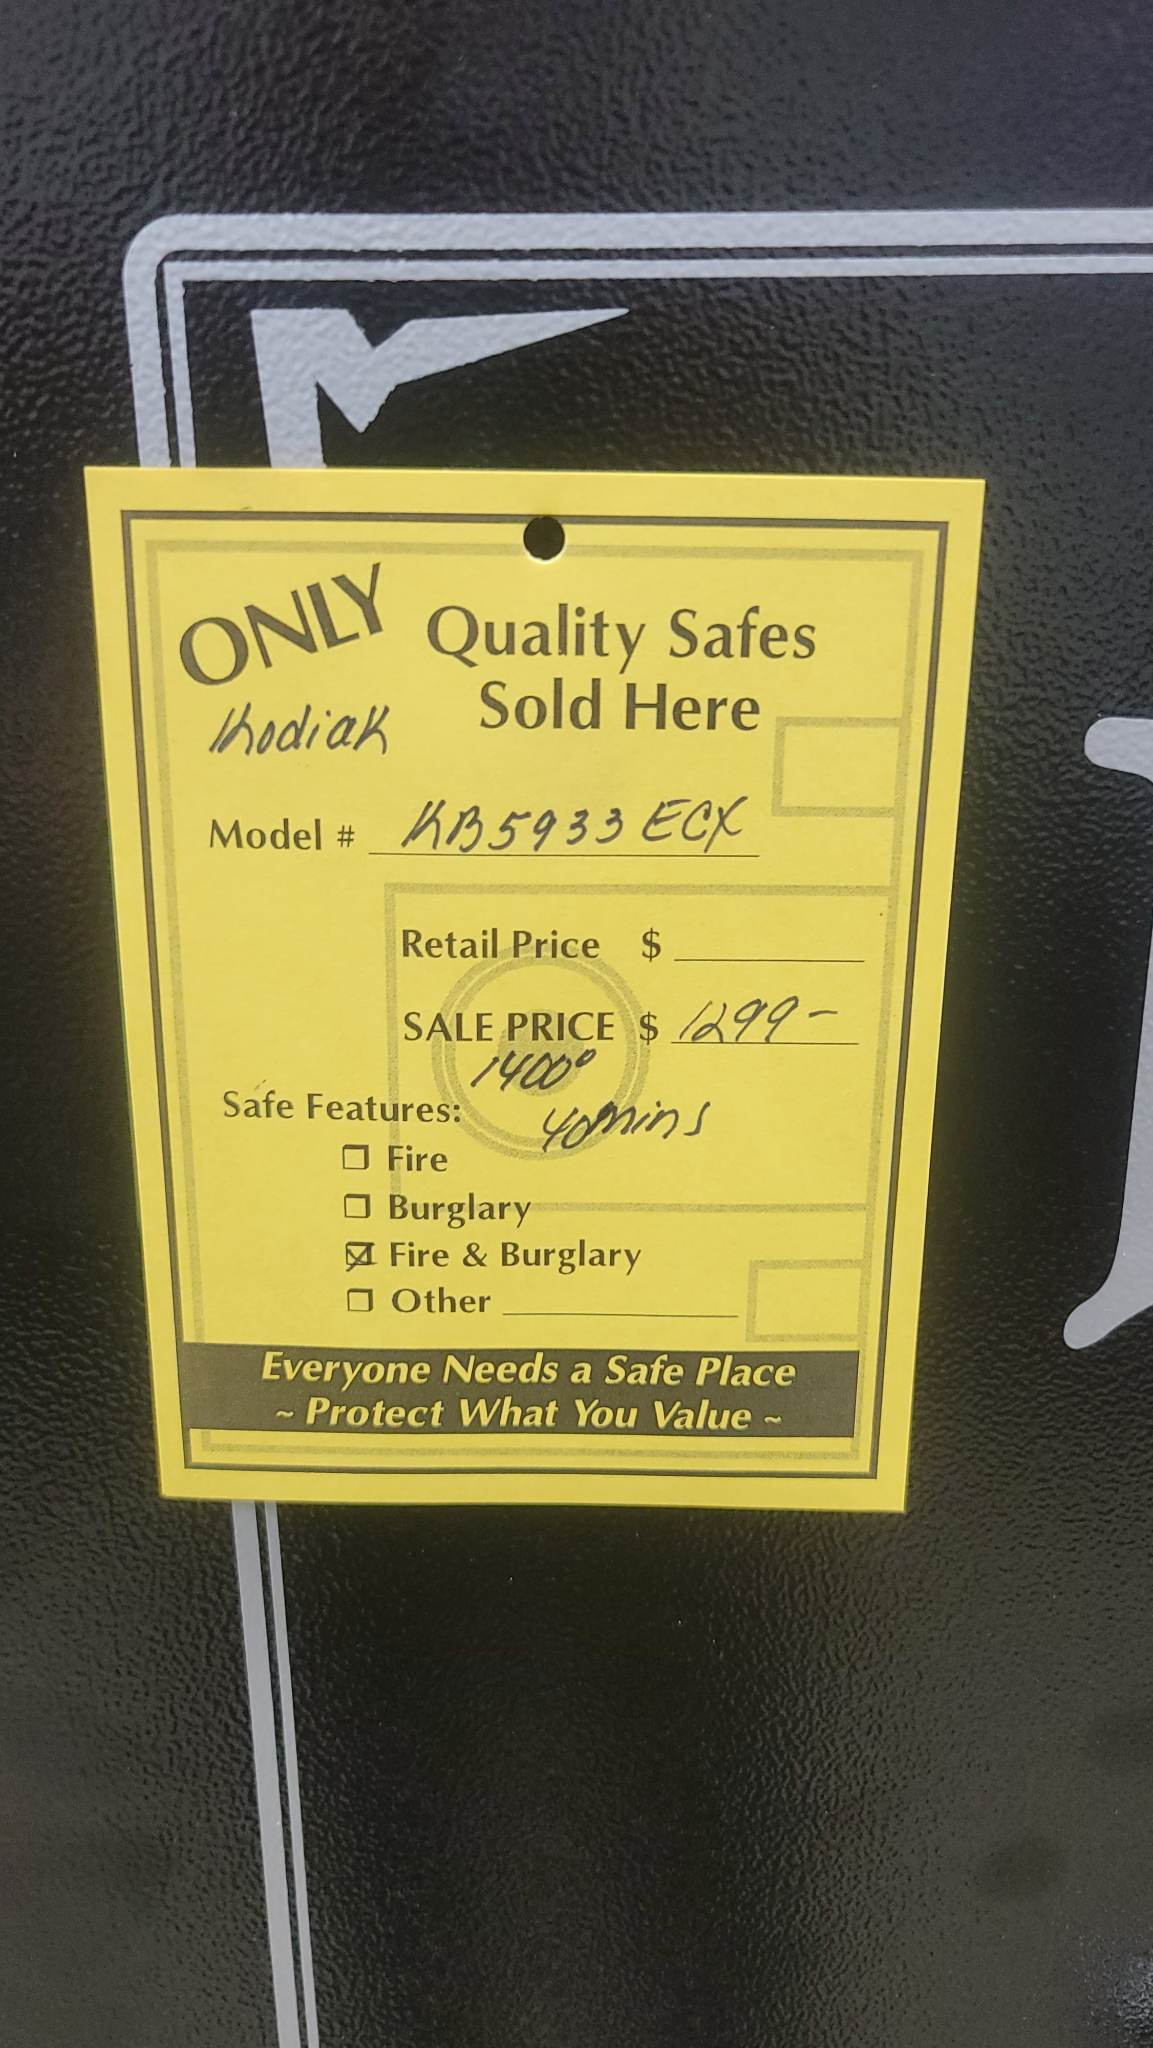 ONLY Quality Safes
Sold Here
Kodiak
Model # KB5933ECX
Retail Price $
SALE PRICE $ 1299-
1400°
Safe Features: 40mins
Fire
Burglary
Fire & Burglary
Other
Everyone Needs a Safe Place
~ Protect What You Value ~